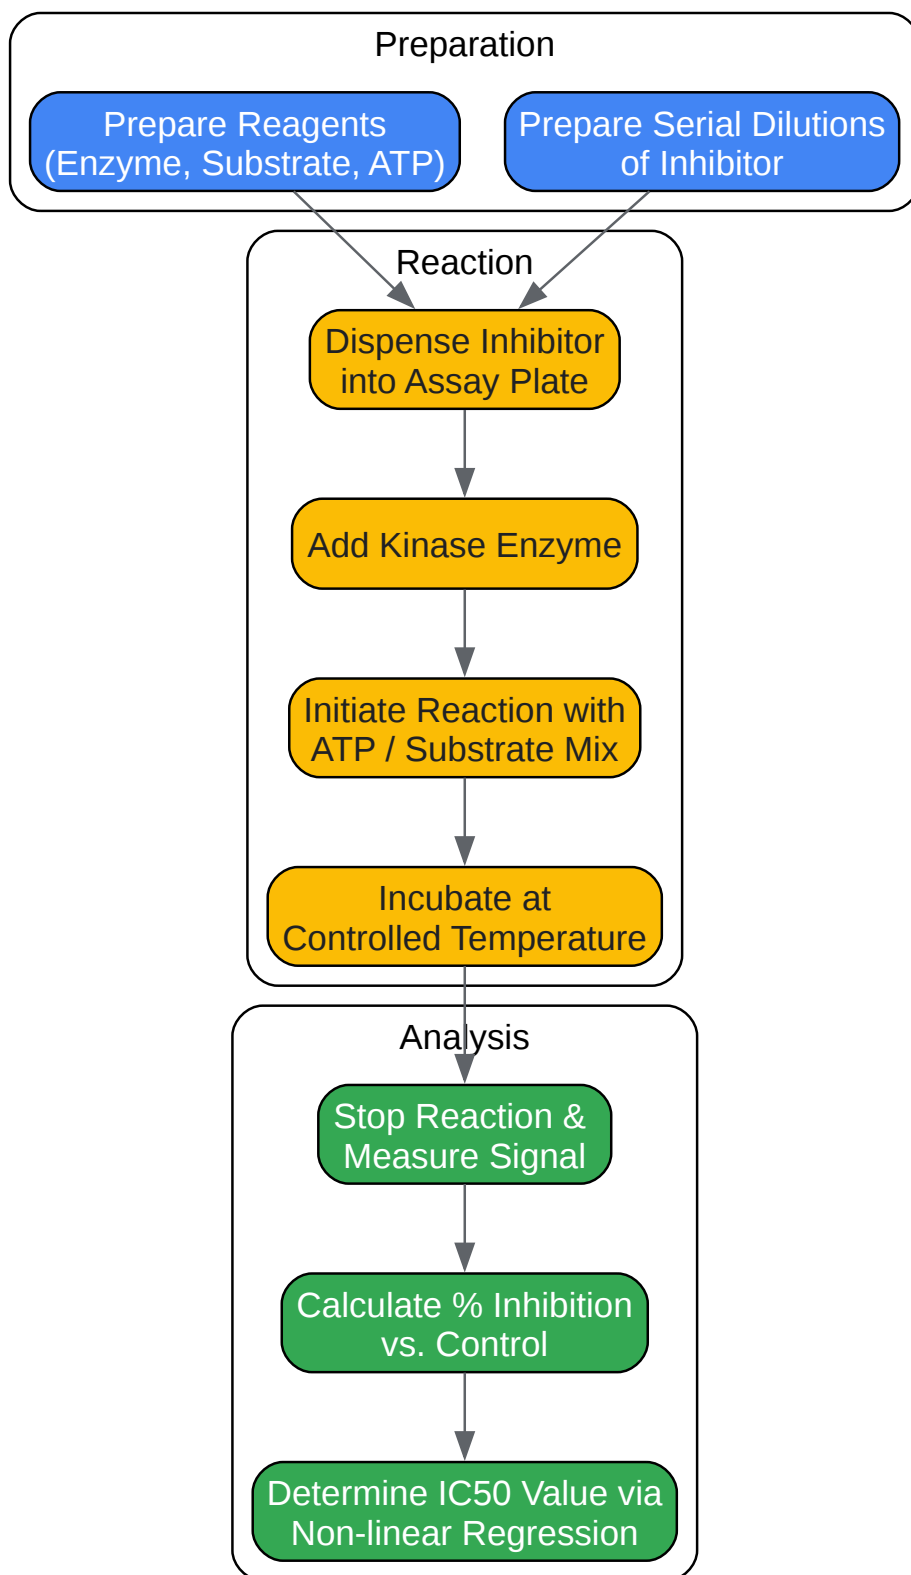 Preparation
Prepare Reagents
(Enzyme, Substrate, ATP)
Prepare Serial Dilutions
of Inhibitor
Reaction
Dispense Inhibitor
into Assay Plate
Add Kinase Enzyme
Initiate Reaction with
ATP / Substrate Mix
Incubate at
Controlled Temperature
Analysis
Stop Reaction &
Measure Signal
Calculate % Inhibition
vs. Control
Determine IC50 Value via
Non-linear Regression